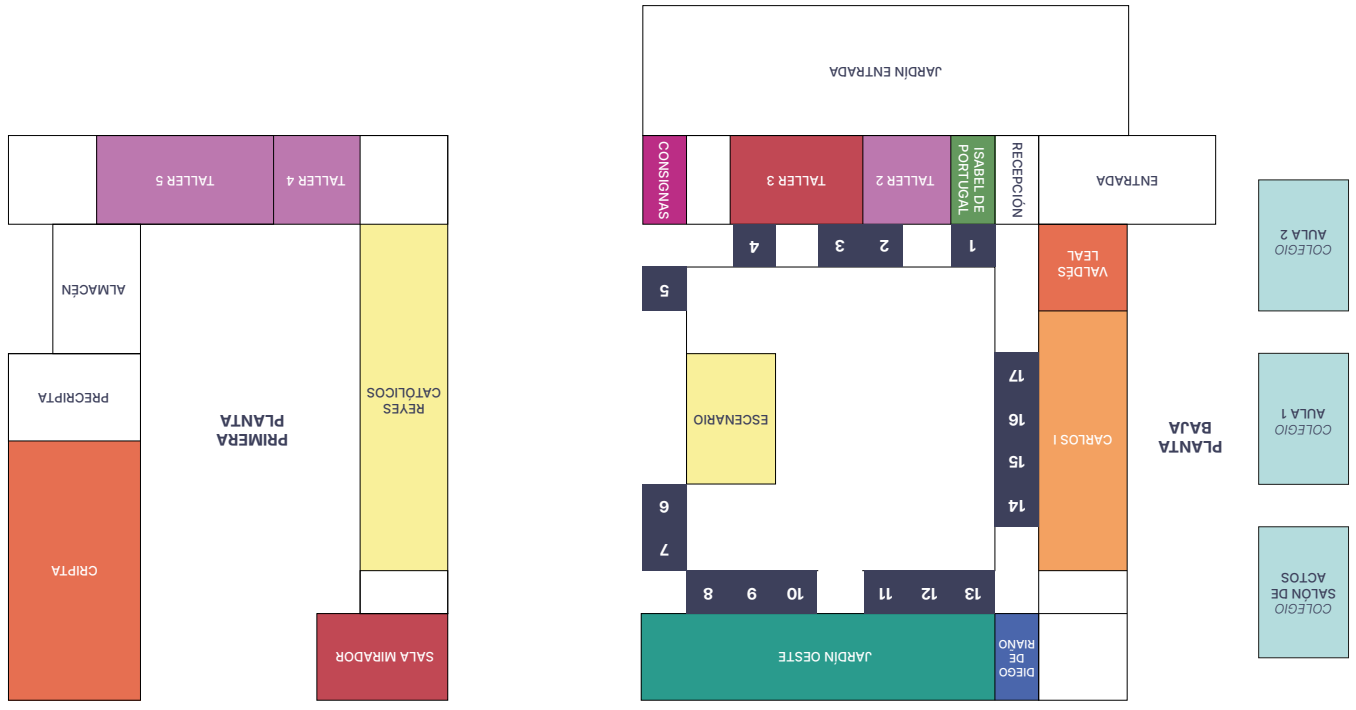 COLEGIO
SALÓN DE
ACTOS
COLEGIO
AULA 1
COLEGIO
AULA 2
PLANTA
BAJA
DIEGO
DE
RIAÑO
JARDÍN OESTE
13
12
11
10
9
8
7
6
14
15
16
17
CARLOS I
ESCENARIO
VALDÉS
LEAL
5
1
2
3
4
ENTRADA
RECEPCIÓN
ISABEL DE
PORTUGAL
TALLER 2
TALLER 3
CONSIGNAS
JARDÍN ENTRADA
SALA MIRADOR
CRIPTA
REYES
CATÓLICOS
PRIMERA
PLANTA
PRECRIPTA
ALMACÉN
TALLER 4
TALLER 5